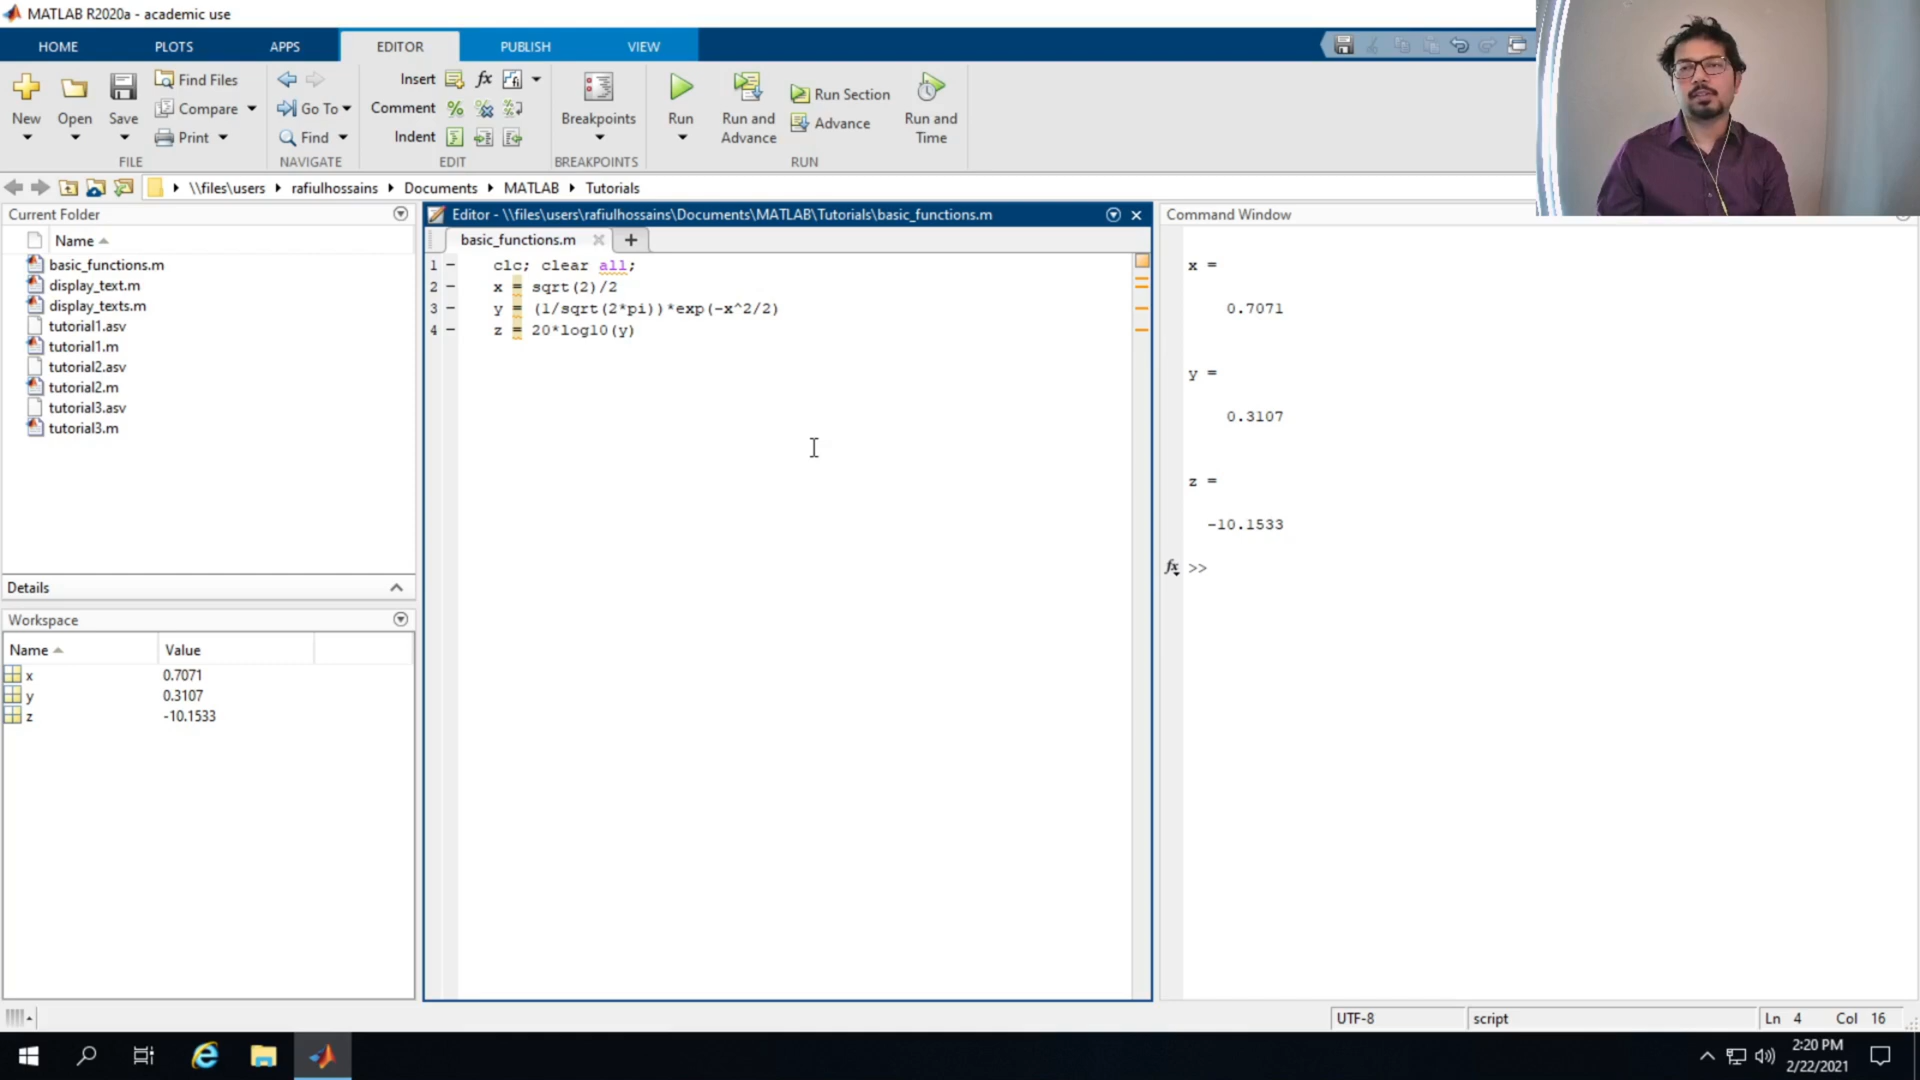 MATLAB R2020a - academic use
HOME PLOTS APPS EDITOR PUBLISH VIEW
New
Open
Save
Find Files
Compare
Print
FILE
Go To
Find
NAVIGATE
Insert fx
Comment %
Indent
EDIT
Breakpoints
BREAKPOINTS
Run
Run and Advance
Run Section
Advance
Run and Time
RUN
\\files\users rafiulhossains Documents MATLAB Tutorials
Current Folder
Name
basic_functions.m
display_text.m
display_texts.m
tutorial1.asv
tutorial1.m
tutorial2.asv
tutorial2.m
tutorial3.asv
tutorial3.m
Details
Workspace
Name Value
x 0.7071
y 0.3107
z -10.1533
Editor - \\files\users\rafiulhossains\Documents\MATLAB\Tutorials\basic_functions.m
basic_functions.m
1 - clc; clear all;
2 - x = sqrt(2)/2
3 - y = (1/sqrt(2*pi))*exp(-x^2/2)
4 - z = 20*log10(y)
Command Window
x =
0.7071
y =
0.3107
z =
-10.1533
fx >>
UTF-8 script Ln 4 Col 16
2:20 PM
2/22/2021